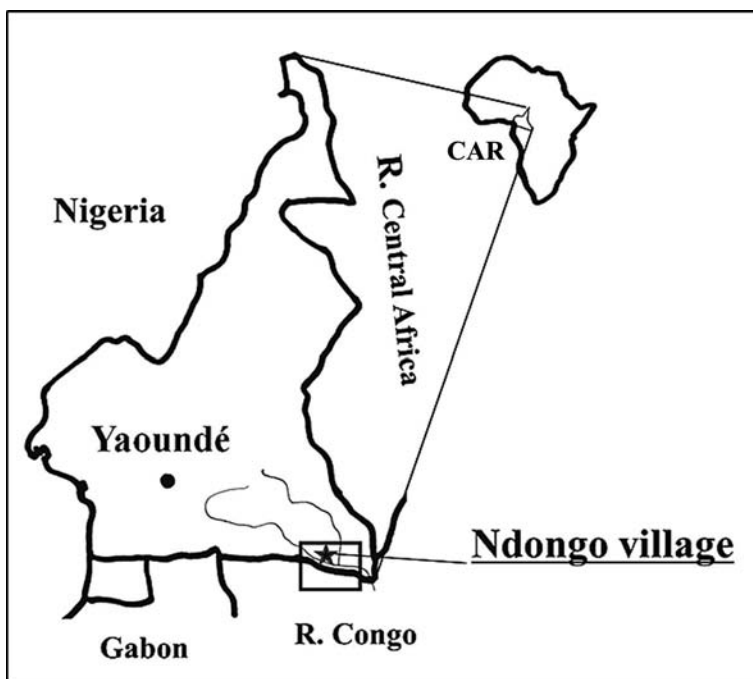 CAR
R. Central Africa
Nigeria
Yaoundé
Ndongo village
R. Congo
Gabon